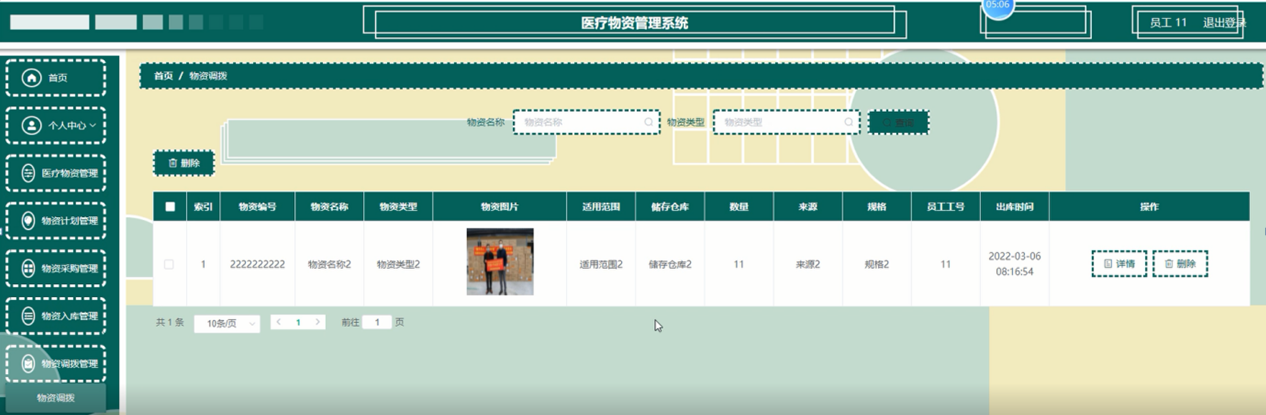 05:06
医疗物资管理系统
员工 11 退出登录
首页
个人中心
医疗物资管理
物资计划管理
物资采购管理
物资入库管理
物资调拨管理
物资调拨
首页 / 物资调拨
物资名称 物资名称 物资类型 物资类型 查询
删除
索引 物资编号 物资名称 物资类型 物资图片 适用范围 储存仓库 数量 来源 规格 员工工号 出库时间 操作
1 2222222222 物资名称2 物资类型2 适用范围2 储存仓库2 11 来源2 规格2 11 2022-03-06 08:16:54 详情 删除
共 1 条 10条/页 1 前往 1 页